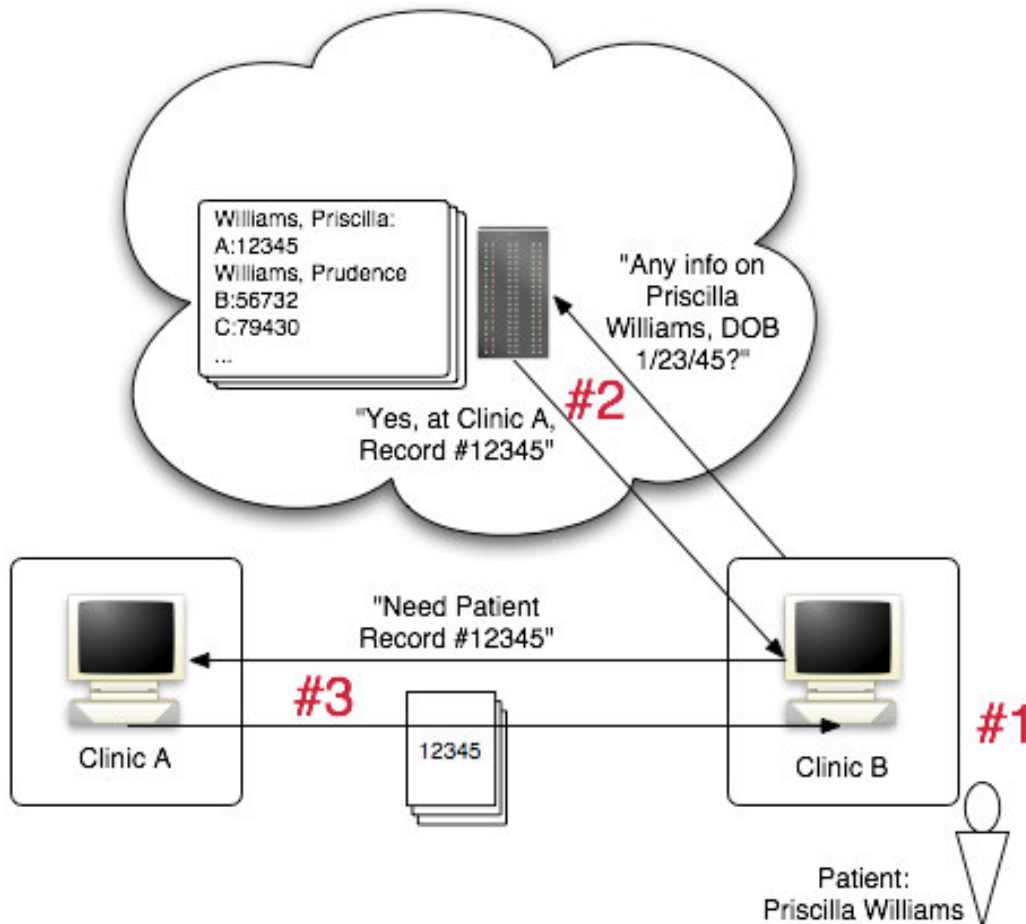 Williams, Priscilla:
A:12345
Williams, Prudence
B:56732
C:79430
...
"Any info on
Priscilla
Williams, DOB
1/23/45?"
#2
"Yes, at Clinic A,
Record #12345"
"Need Patient
Record #12345"
#3
12345
Clinic A
Clinic B
#1
Patient:
Priscilla Williams